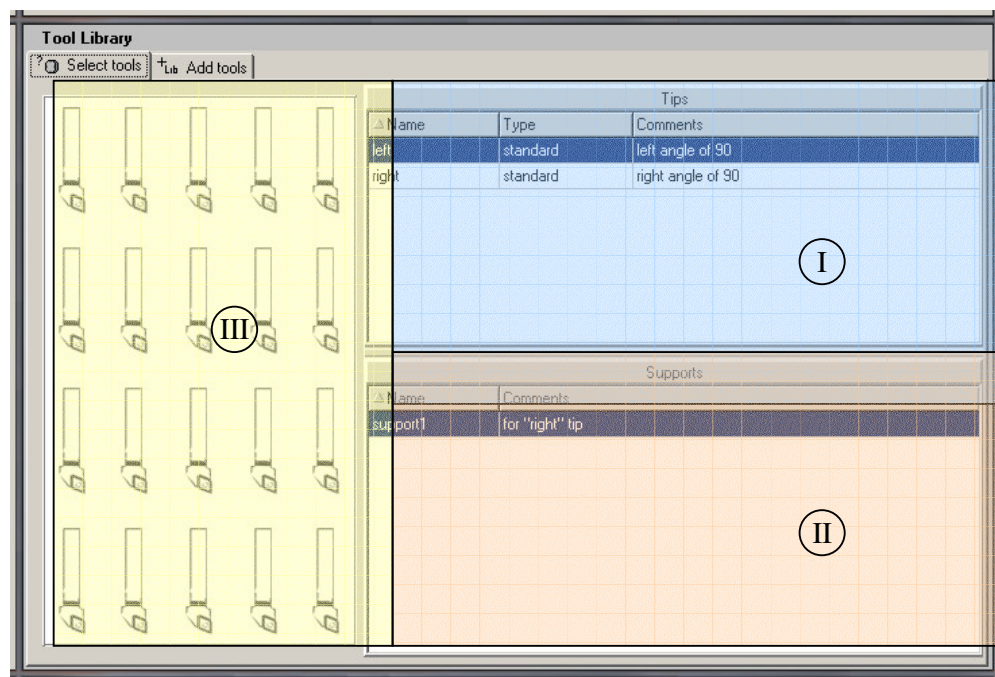 Tool Library
? Select tools
+Lib Add tools
Tips
Name Type Comments
left standard left angle of 90
right standard right angle of 90
I
III
Supports
Name Comments
support1 for "right" tip
II